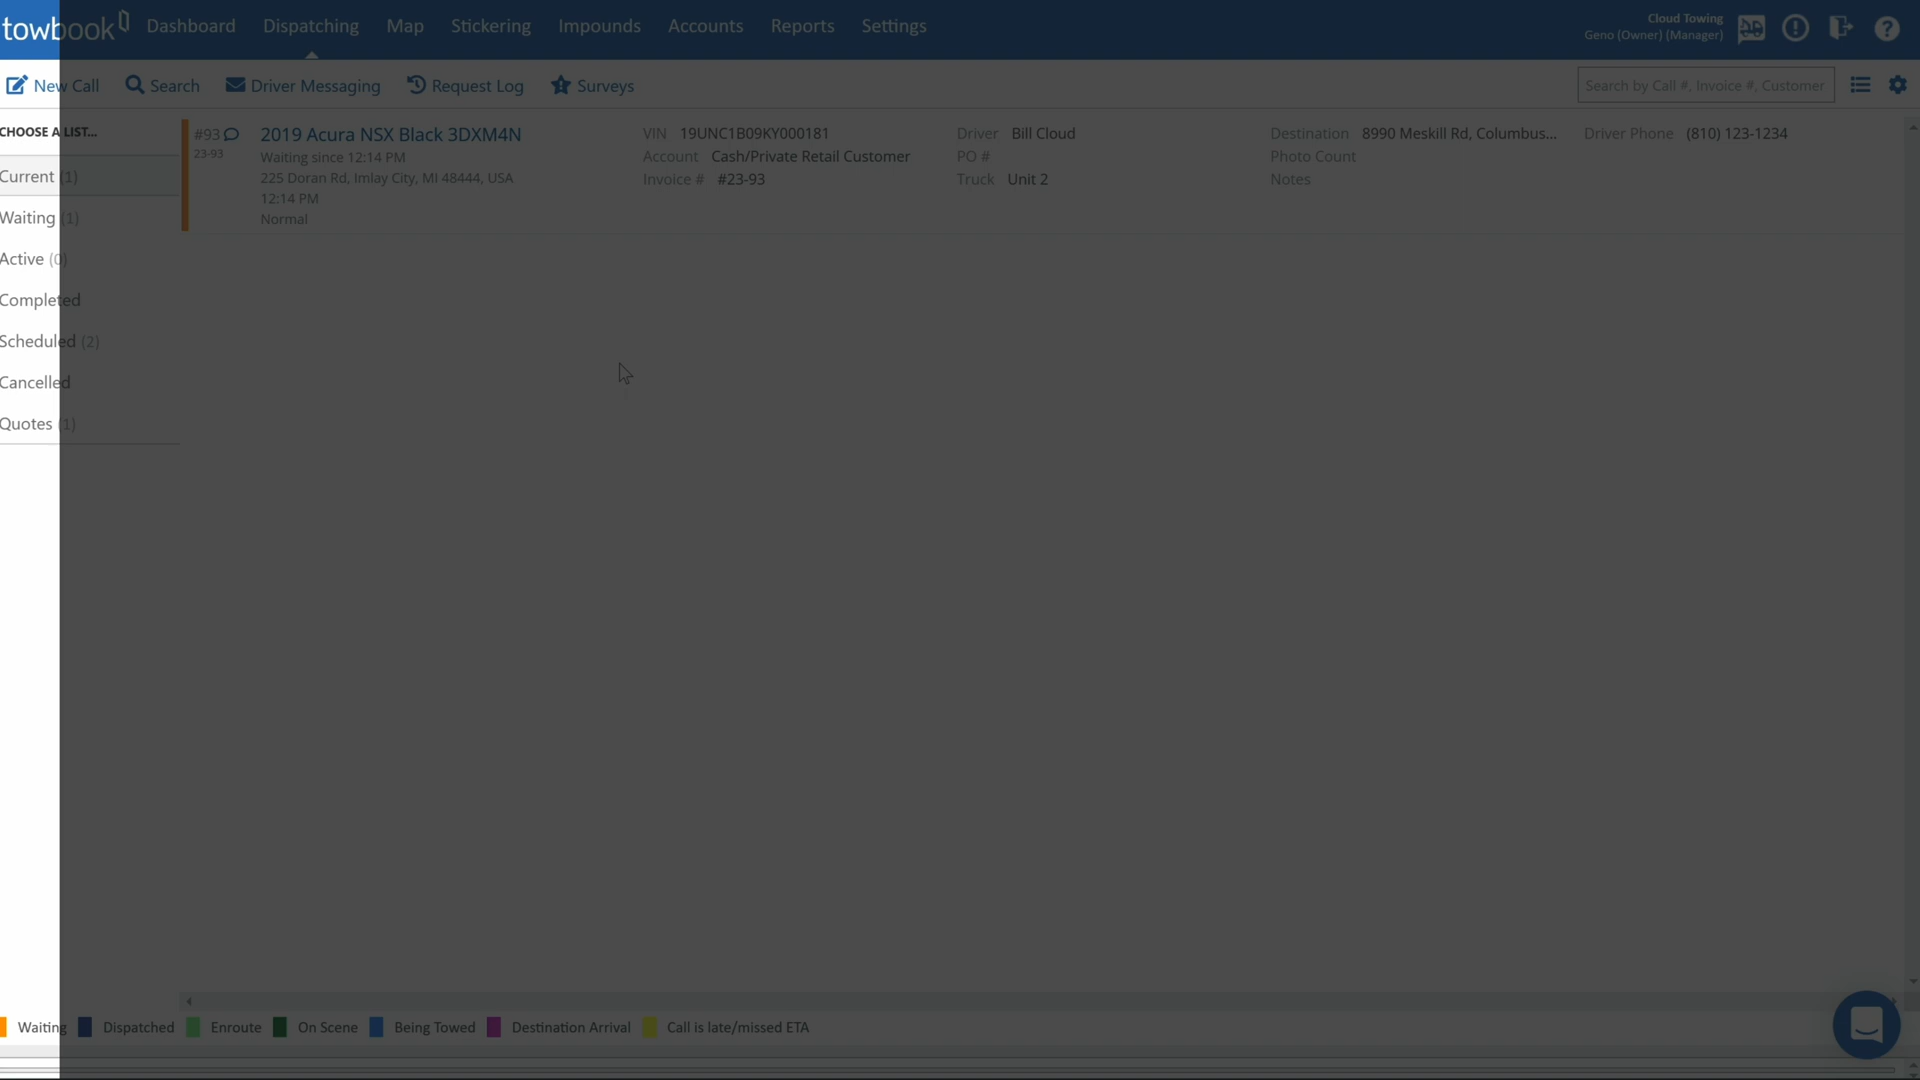 towbook Dashboard Dispatching Map Stickering Impounds Accounts Reports Settings
Cloud Towing
Geno (Owner) (Manager)
New Call Search Driver Messaging Request Log Surveys Search by Call #, Invoice #, Customer
CHOOSE A LIST...
Current (1)
Waiting (1)
Active (0)
Completed
Scheduled (2)
Cancelled
Quotes (1)
#93
23-93
2019 Acura NSX Black 3DXM4N
Waiting since 12:14 PM
225 Doran Rd, Imlay City, MI 48444, USA
12:14 PM
Normal
VIN 19UNC1B09KY000181
Account Cash/Private Retail Customer
Invoice # #23-93
Driver Bill Cloud
PO #
Truck Unit 2
Destination 8990 Meskill Rd, Columbus...
Photo Count
Notes
Driver Phone (810) 123-1234
Waiting Dispatched Enroute On Scene Being Towed Destination Arrival Call is late/missed ETA